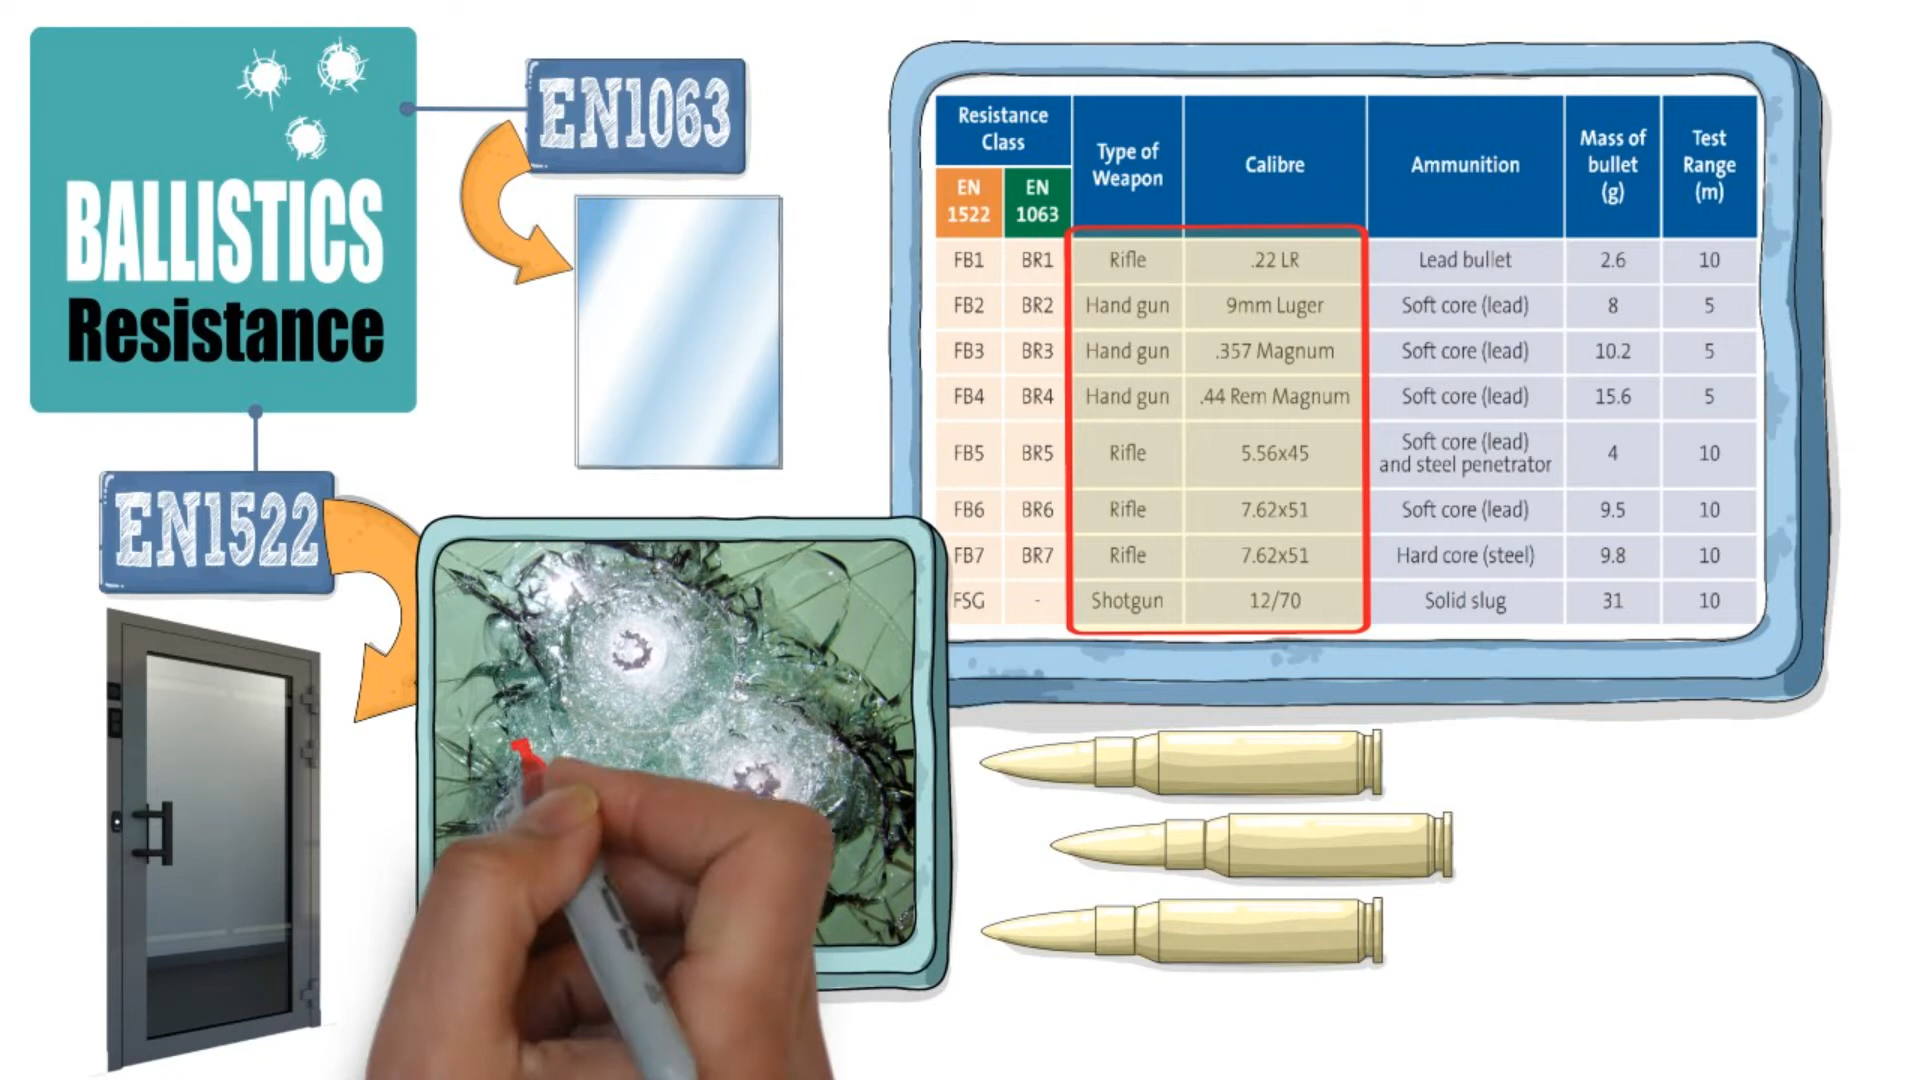 BALLISTICS
Resistance
EN1063
EN1522
Resistance
Class
EN
1522
EN
1063
Type of
Weapon
Calibre
Ammunition
Mass of
bullet
(g)
Test
Range
(m)
FB1 BR1 Rifle .22 LR Lead bullet 2.6 10
FB2 BR2 Hand gun 9mm Luger Soft core (lead) 8 5
FB3 BR3 Hand gun .357 Magnum Soft core (lead) 10.2 5
FB4 BR4 Hand gun .44 Rem Magnum Soft core (lead) 15.6 5
FB5 BR5 Rifle 5.56x45 Soft core (lead)
and steel penetrator 4 10
FB6 BR6 Rifle 7.62x51 Soft core (lead) 9.5 10
FB7 BR7 Rifle 7.62x51 Hard core (steel) 9.8 10
FSG - Shotgun 12/70 Solid slug 31 10